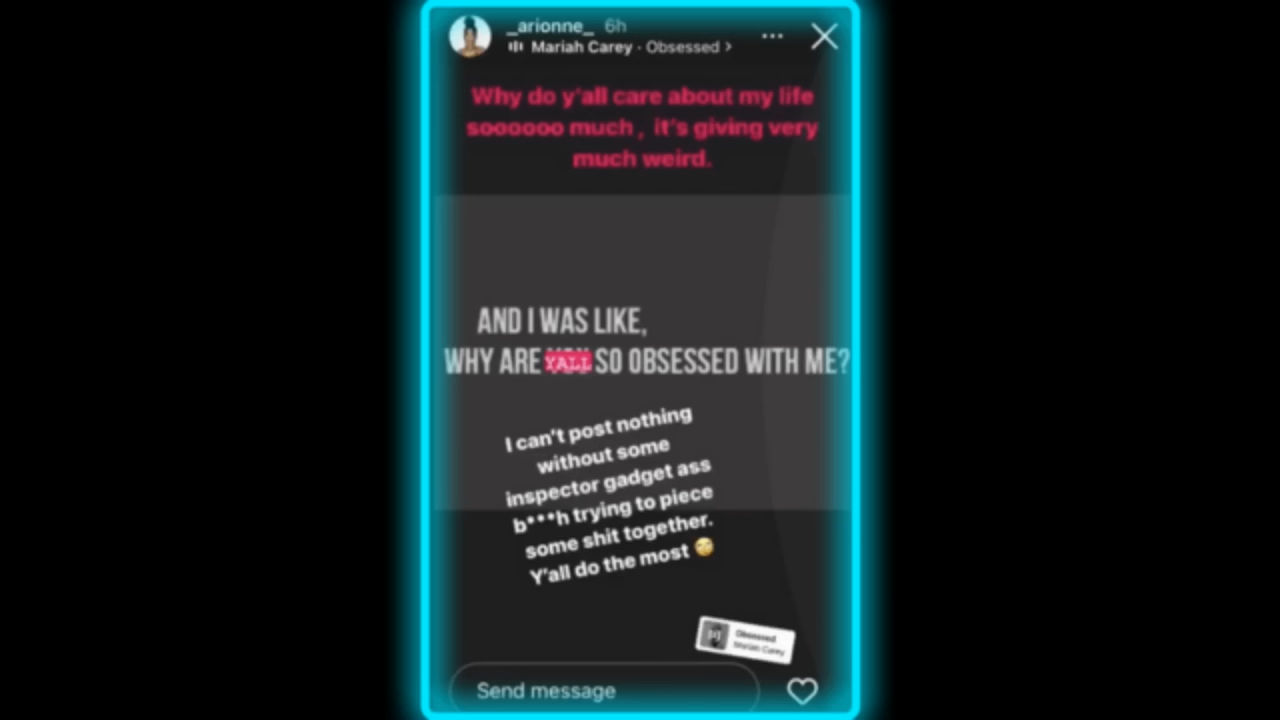 _arionne_ 6h
Mariah Carey · Obsessed >
Why do y'all care about my life
soooooo much , it's giving very
much weird.
AND I WAS LIKE,
WHY ARE YALL SO OBSESSED WITH ME?
I can't post nothing
without some
inspector gadget ass
b***h trying to piece
some shit together.
Y'all do the most 🙄
Obsessed
Mariah Carey
Send message